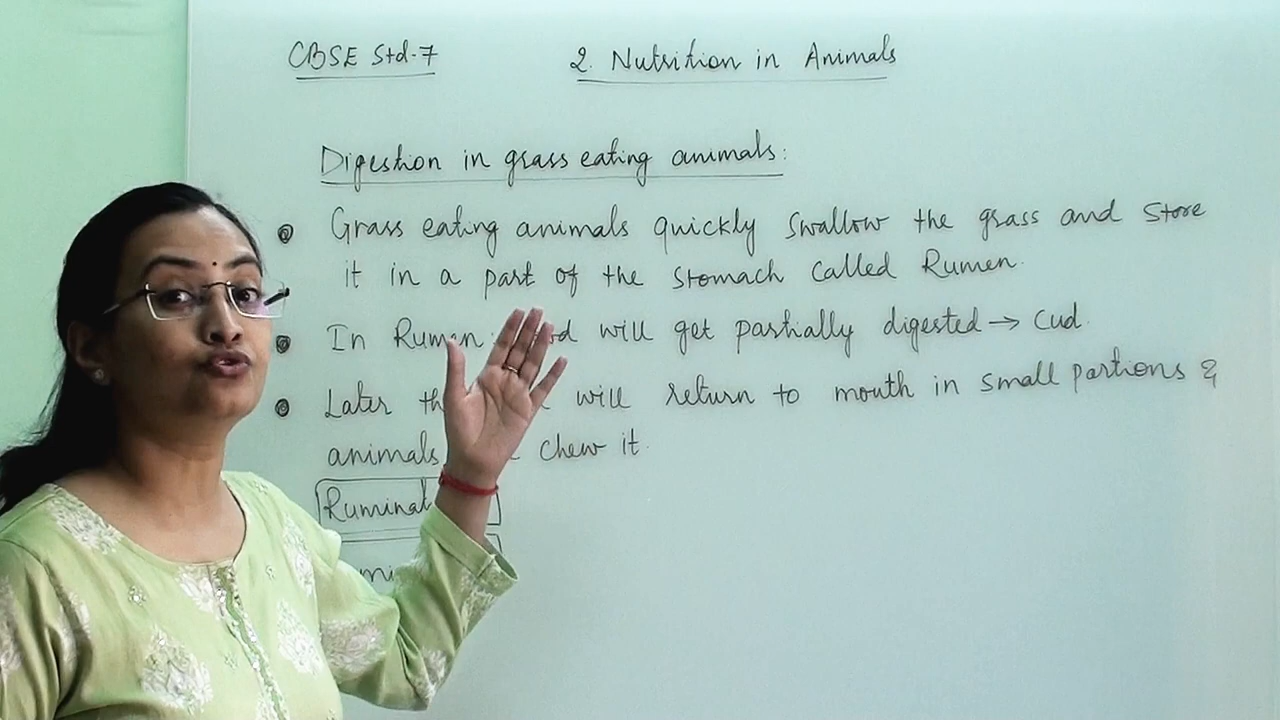 CBSE Std-7
2. Nutrition in Animals
Digestion in grass eating animals:
Grass eating animals quickly swallow the grass and store
it in a part of the stomach called Rumen.
In Rumen: will get partially digested → Cud.
Later will return to mouth in small portions &
animals chew it.